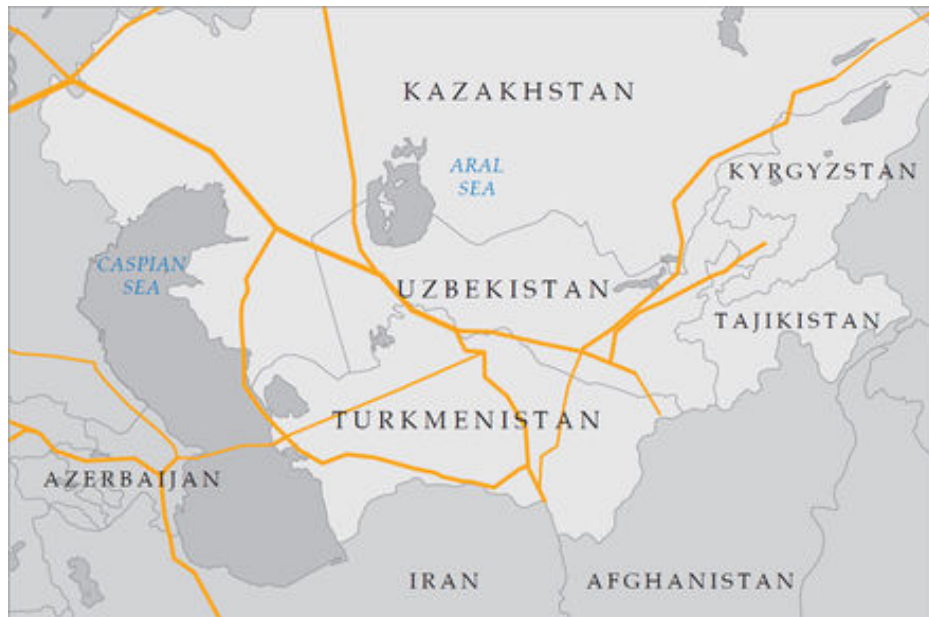 KAZAKHSTAN
ARAL
SEA
KYRGYZSTAN
CASPIAN
SEA
UZBEKISTAN
TAJIKISTAN
TURKMENISTAN
AZERBAIJAN
IRAN
AFGHANISTAN